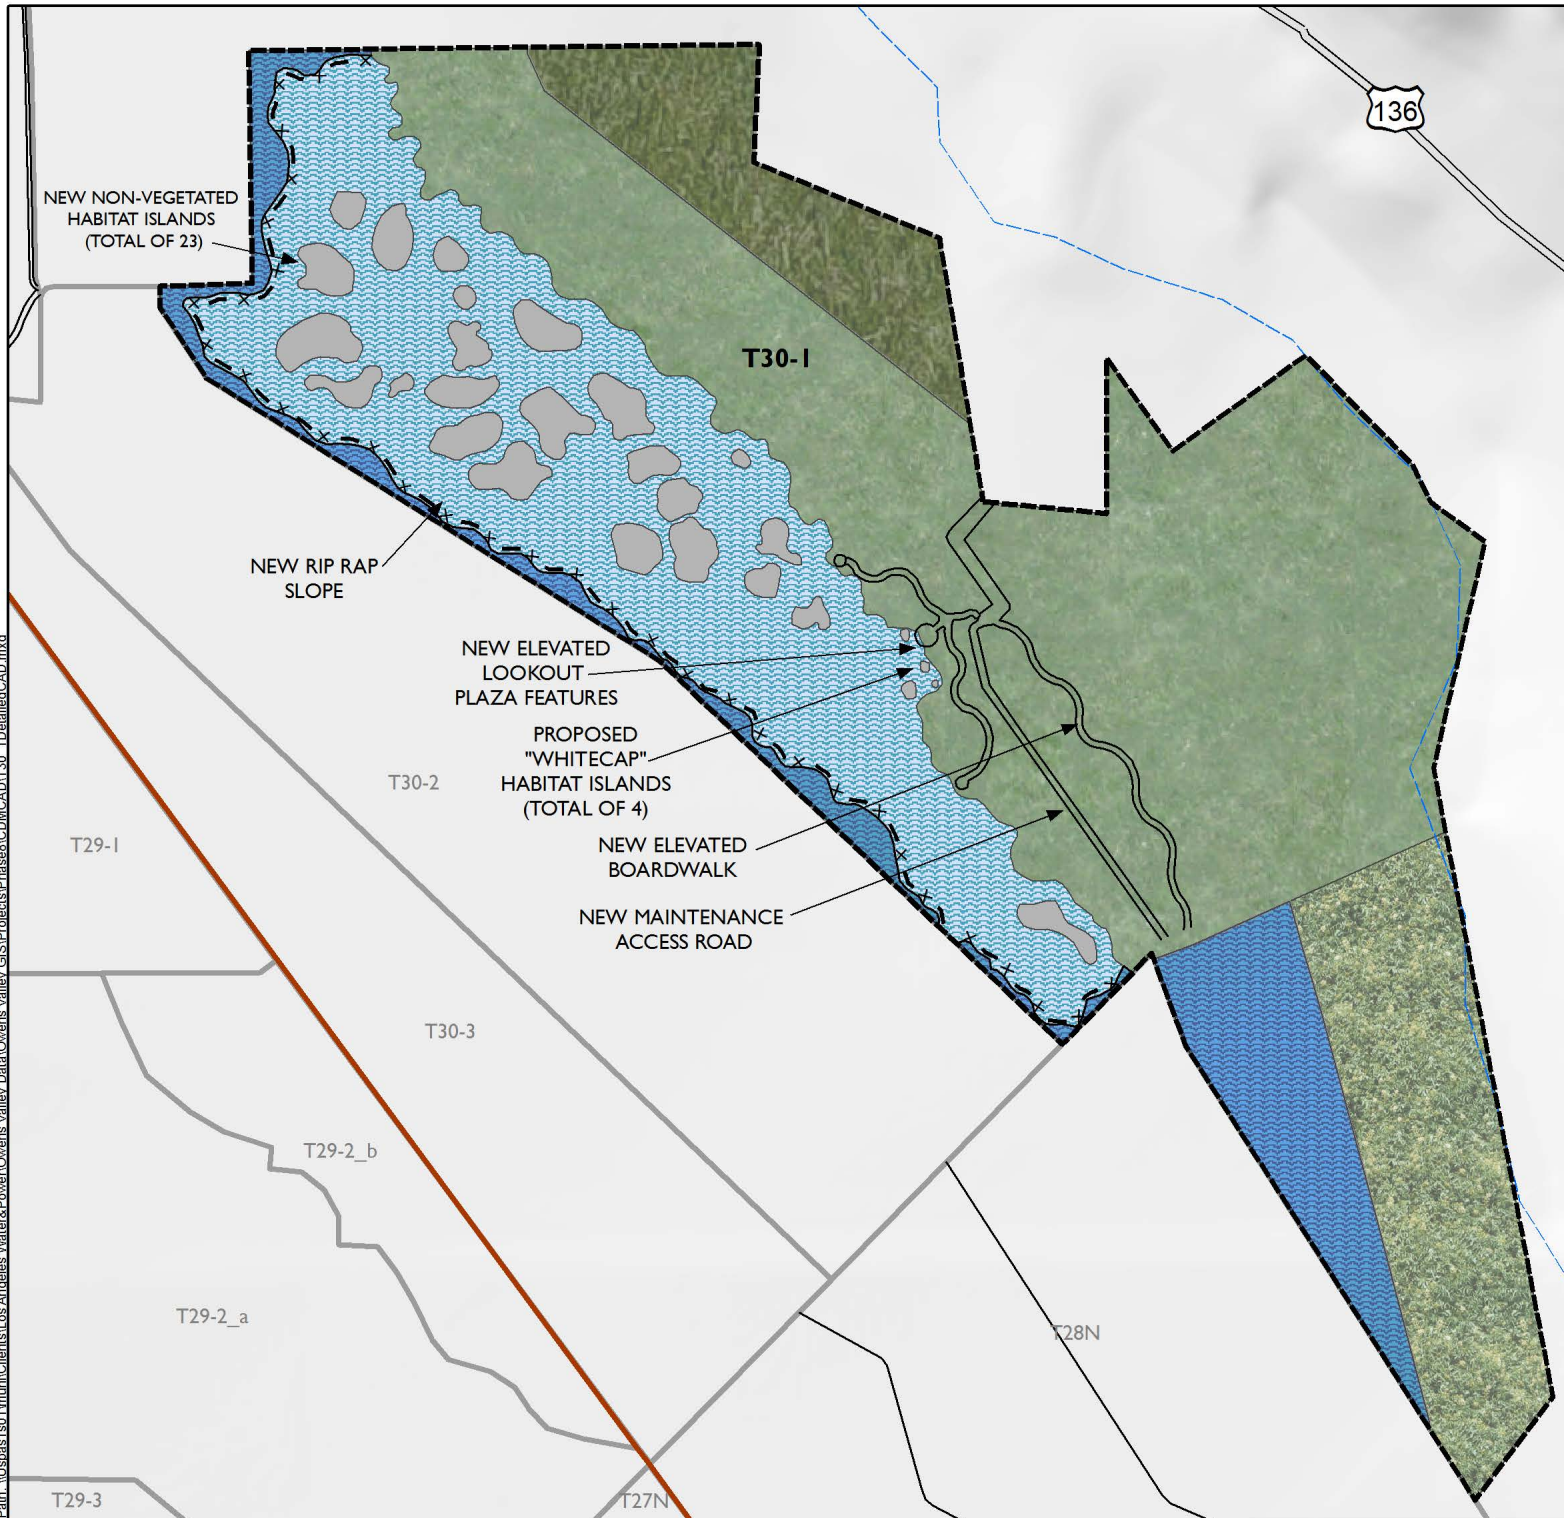 136
NEW NON-VEGETATED
HABITAT ISLANDS
(TOTAL OF 23)
T30-1
NEW RIP RAP
SLOPE
NEW ELEVATED
LOOKOUT
PLAZA FEATURES
PROPOSED
"WHITECAP"
HABITAT ISLANDS
(TOTAL OF 4)
T30-2
T29-1
NEW ELEVATED
BOARDWALK
NEW MAINTENANCE
ACCESS ROAD
T30-3
T29-2_b
T29-2_a
T28N
T29-3
T27N